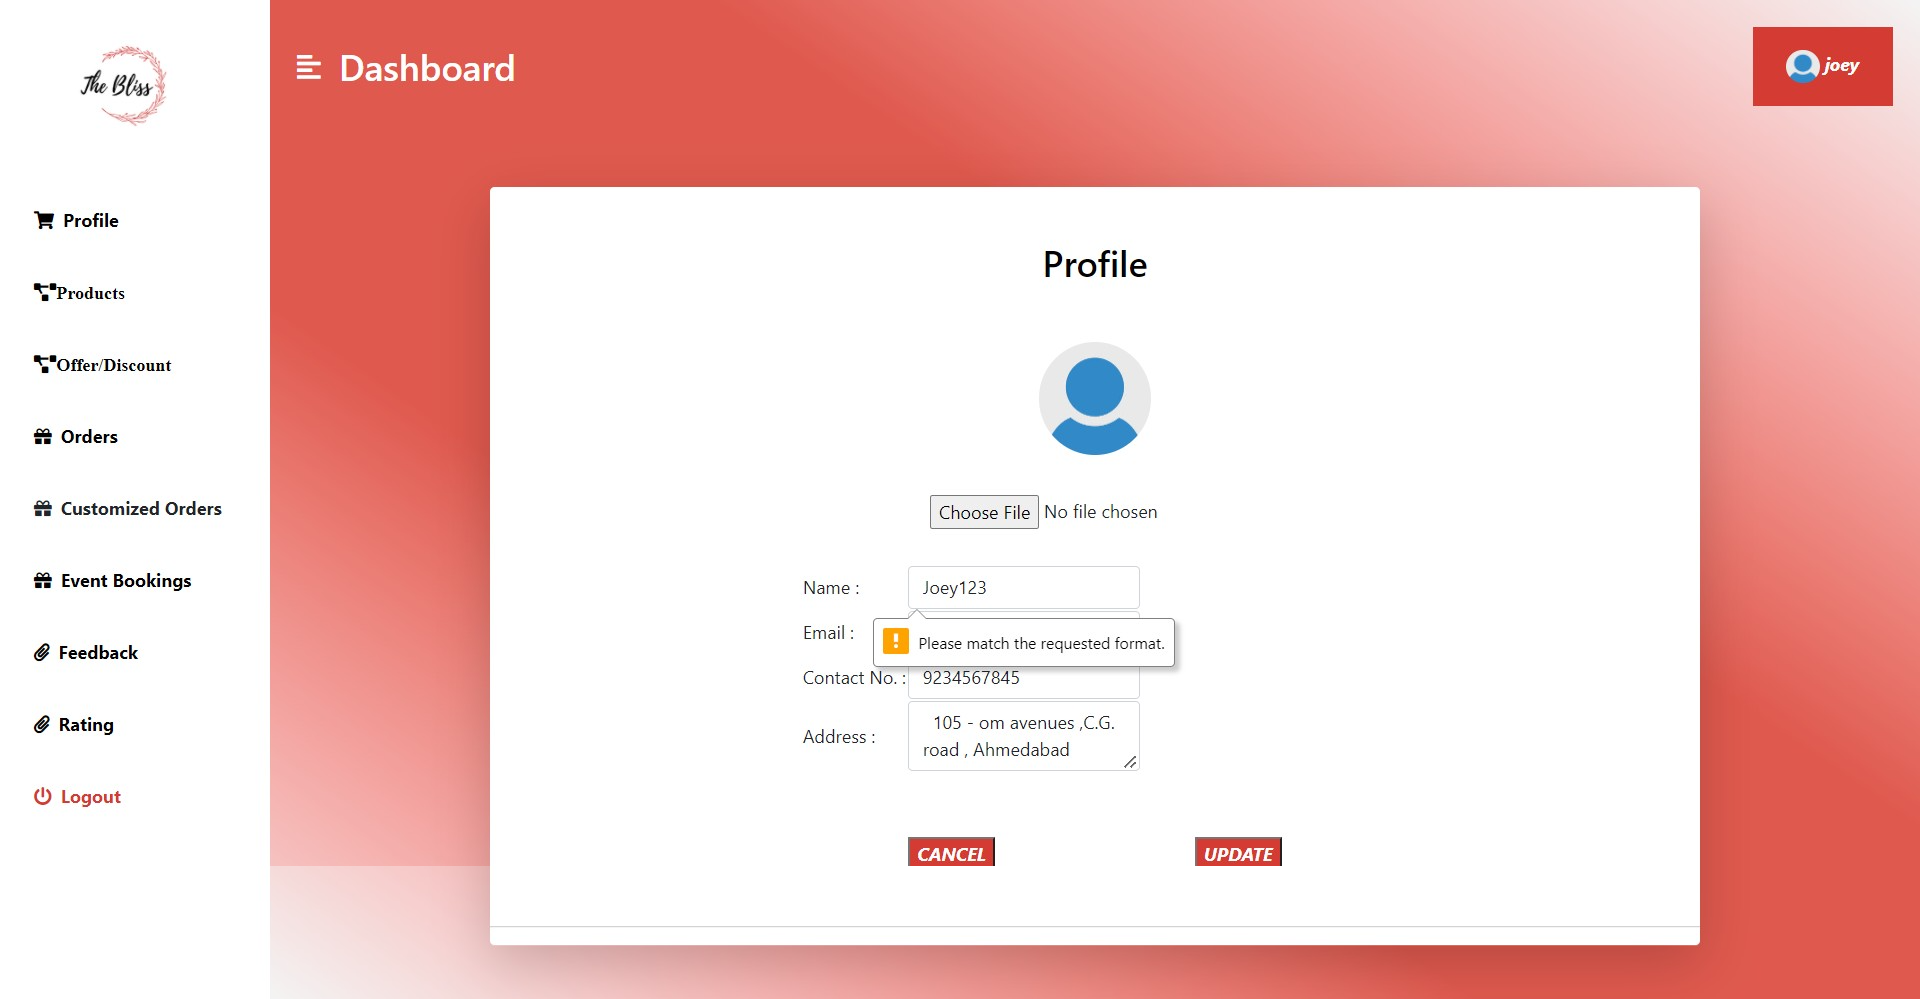 The Bliss
Dashboard
joey
Profile
Products
Offer/Discount
Orders
Customized Orders
Event Bookings
Feedback
Rating
Logout
Profile
Choose File No file chosen
Name : Joey123
Please match the requested format.
Email :
Contact No. : 9234567845
Address : 105 - om avenues ,C.G.
road , Ahmedabad
CANCEL UPDATE